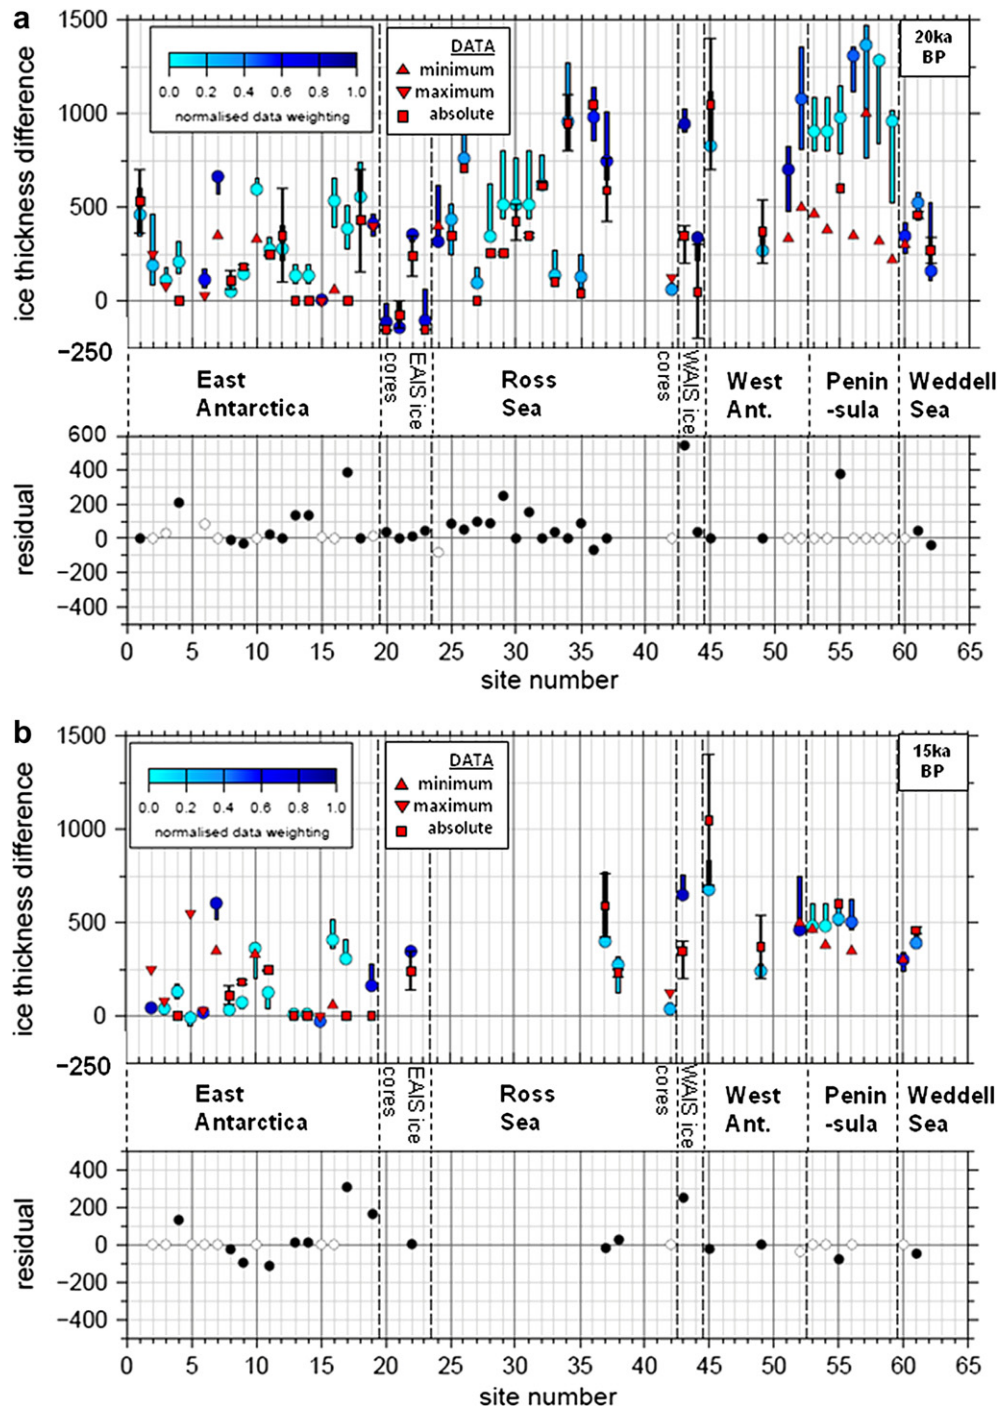 a
1500
1000
500
0
−250
ice thickness difference
0.0 0.2 0.4 0.6 0.8 1.0
normalised data weighting
DATA
minimum
maximum
absolute
20ka
BP
East
Antarctica
EAIS ice
cores
Ross
Sea
WAIS ice
cores
West
Ant.
Penin
-sula
Weddell
Sea
600
400
200
0
−200
−400
residual
0 5 10 15 20 25 30 35 40 45 50 55 60 65
site number
b
1500
1000
500
0
−250
ice thickness difference
0.0 0.2 0.4 0.6 0.8 1.0
normalised data weighting
DATA
minimum
maximum
absolute
15ka
BP
East
Antarctica
EAIS ice
cores
Ross
Sea
WAIS ice
cores
West
Ant.
Penin
-sula
Weddell
Sea
400
200
0
−200
−400
residual
0 5 10 15 20 25 30 35 40 45 50 55 60 65
site number